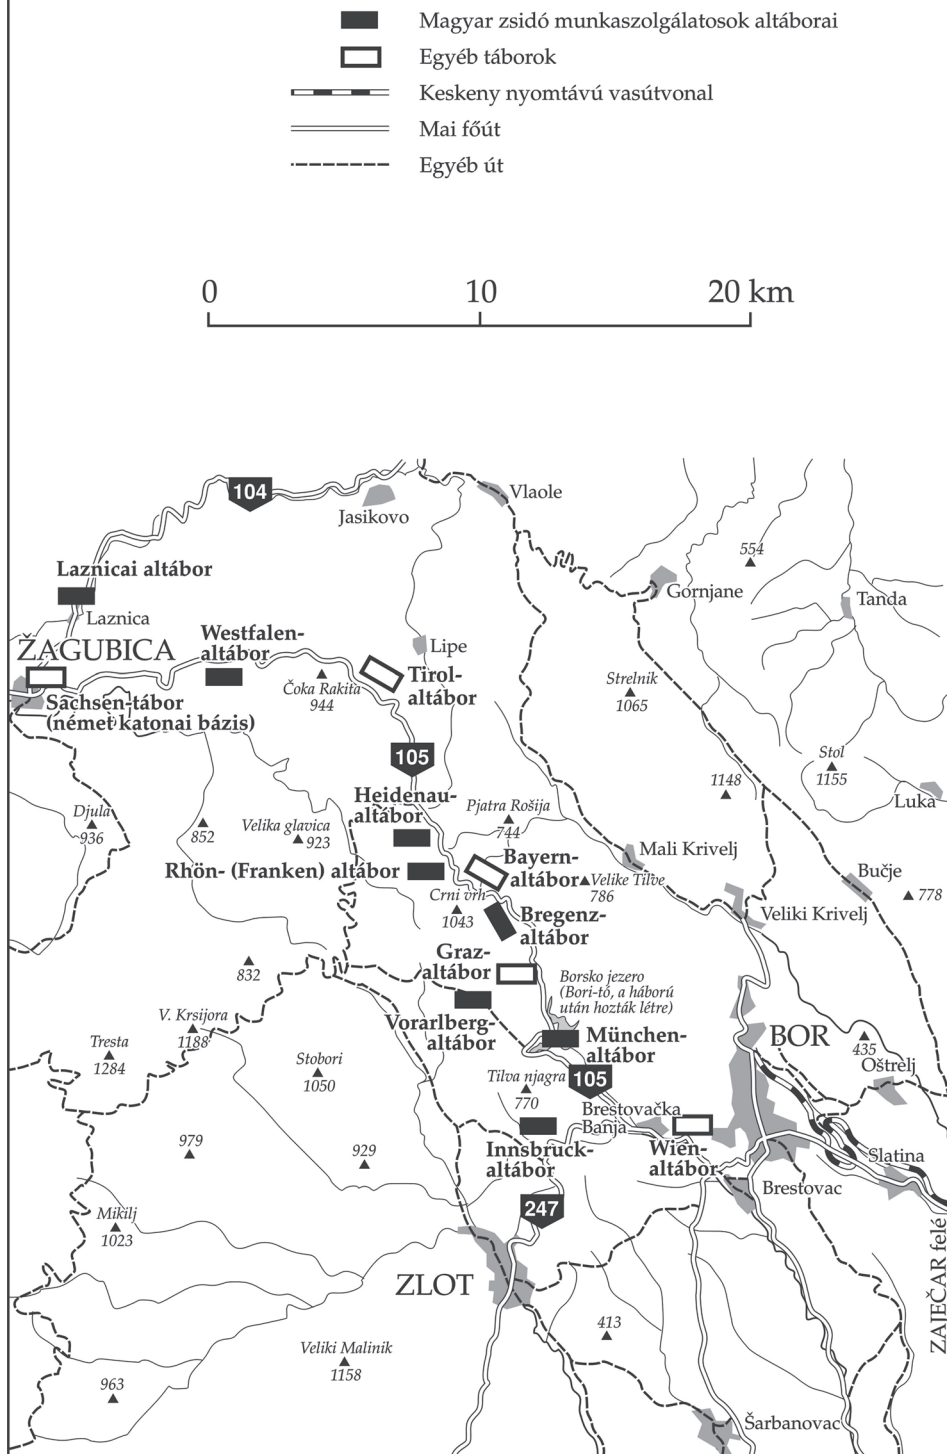 Magyar zsidó munkaszolgálatosok altáborai
Egyéb táborok
Keskeny nyomtávú vasútvonal
Mai főút
Egyéb út
0 10 20 km
104
Jasikovo
Vlaole
554
Laznicai altábor
Gornjane
Tanda
Laznica
ŽAGUBICA
Westfalen-
altábor
Lipe
Čoka Rakita
944
Tirol-
altábor
Strelnik
1065
Sachsen-tábor
(német katonai bázis)
105
Stol
1155
1148
Luka
Heidenau-
altábor
Pjatra Rošija
744
Djula
936
852
Velika glavica
923
Mali Krivelj
Rhön- (Franken) altábor
Bayern-
altábor
Velike Tilve
786
Bučje
778
Crni vrh
1043
Bregenz-
altábor
Veliki Krivelj
Graz-
altábor
832
Borsko jezero
(Bori-tó, a háború
után hozták létre)
V. Krsijora
1188
Vorarlberg-
altábor
München-
altábor
BOR
435
Oštrelj
Tresta
1284
Stobori
1050
Tilva njagra
770
105
Brestovačka
Banja
979
929
Innsbruck-
altábor
Wien-
altábor
Slatina
Brestovac
Mikilj
1023
247
ZLOT
ZAJEČAR felé
413
Veliki Malinik
1158
963
Šarbanovac